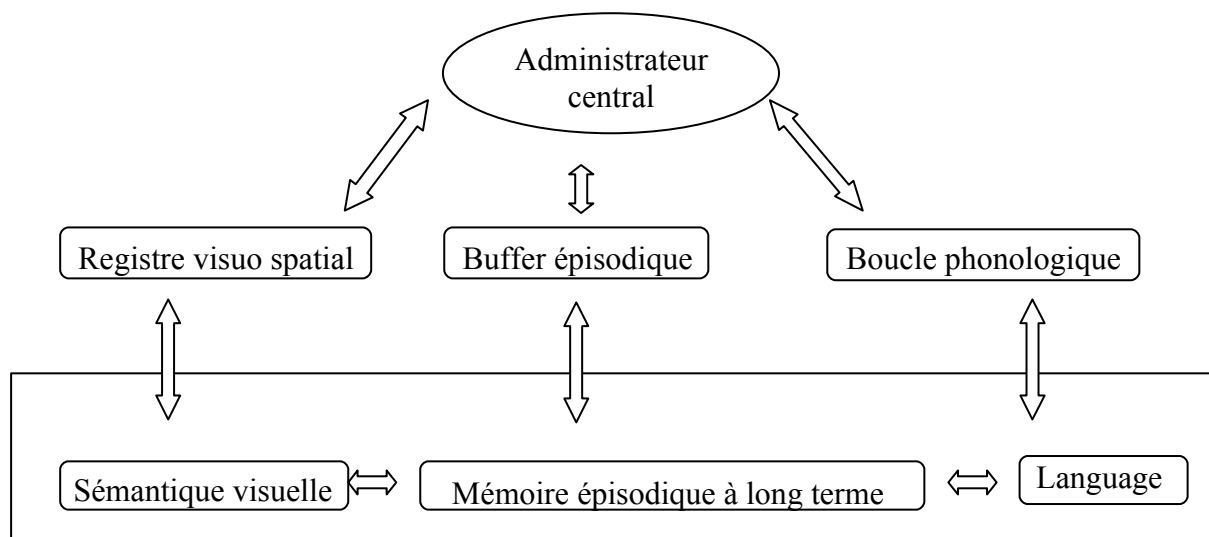 Administrateur
central
Registre visuo spatial
Buffer épisodique
Boucle phonologique
Sémantique visuelle
Mémoire épisodique à long terme
Language